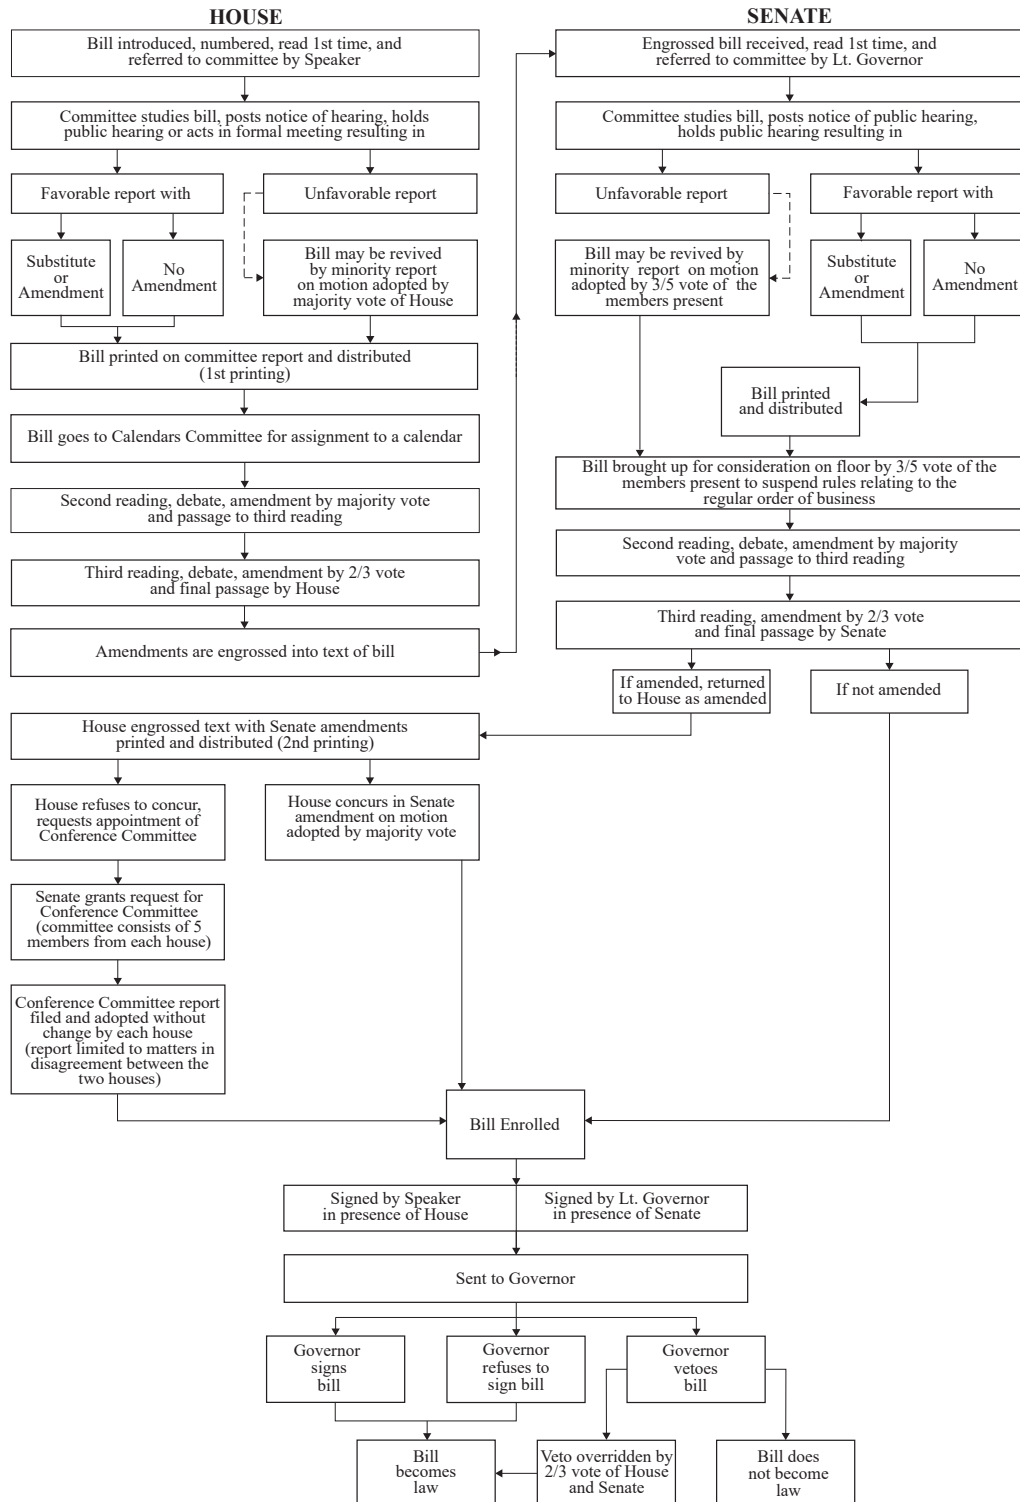 HOUSE
Bill introduced, numbered, read 1st time, and
referred to committee by Speaker
Committee studies bill, posts notice of hearing, holds
public hearing or acts in formal meeting resulting in
Favorable report with
Unfavorable report
Substitute
or
Amendment
No
Amendment
Bill may be revived
by minority report
on motion adopted by
majority vote of House
Bill printed on committee report and distributed
(1st printing)
Bill goes to Calendars Committee for assignment to a calendar
Second reading, debate, amendment by majority vote
and passage to third reading
Third reading, debate, amendment by 2/3 vote
and final passage by House
Amendments are engrossed into text of bill
SENATE
Engrossed bill received, read 1st time, and
referred to committee by Lt. Governor
Committee studies bill, posts notice of public hearing,
holds public hearing resulting in
Unfavorable report
Favorable report with
Bill may be revived by
minority report on motion
adopted by 3/5 vote of the
members present
Substitute
or
Amendment
No
Amendment
Bill printed
and distributed
Bill brought up for consideration on floor by 3/5 vote of the
members present to suspend rules relating to the
regular order of business
Second reading, debate, amendment by majority
vote and passage to third reading
Third reading, amendment by 2/3 vote
and final passage by Senate
If amended, returned
to House as amended
If not amended
House engrossed text with Senate amendments
printed and distributed (2nd printing)
House refuses to concur,
requests appointment of
Conference Committee
House concurs in Senate
amendment on motion
adopted by majority vote
Senate grants request for
Conference Committee
(committee consists of 5
members from each house)
Conference Committee report
filed and adopted without
change by each house
(report limited to matters in
disagreement between the
two houses)
Bill Enrolled
Signed by Speaker
in presence of House
Signed by Lt. Governor
in presence of Senate
Sent to Governor
Governor
signs
bill
Governor
refuses to
sign bill
Governor
vetoes
bill
Bill
becomes
law
Veto overridden by
2/3 vote of House
and Senate
Bill does
not become
law